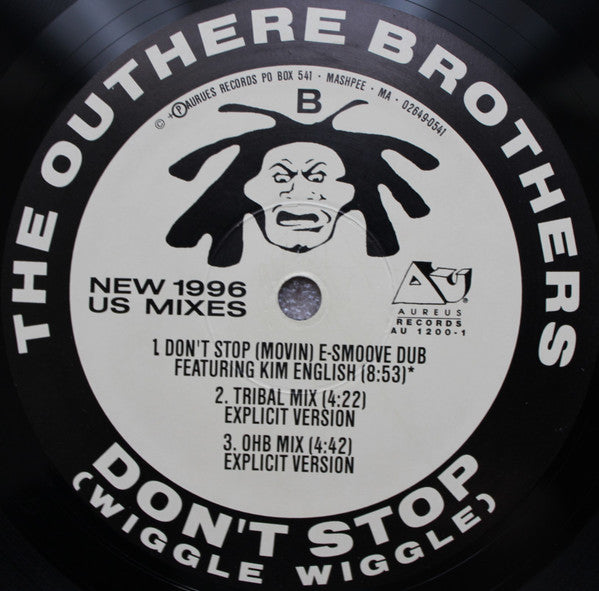 THE OUTHERE BROTHERS
© *℗AURUES RECORDS PO BOX 541 · MASHPEE · MA · 02649-0541
B
NEW 1996
US MIXES
AU ®
AUREUS
RECORDS
AU 1200-1
1. DON'T STOP (MOVIN) E-SMOOVE DUB
FEATURING KIM ENGLISH (8:53)*
2. TRIBAL MIX (4:22)
EXPLICIT VERSION
3. OHB MIX (4:42)
EXPLICIT VERSION
DON'T STOP
(WIGGLE WIGGLE)